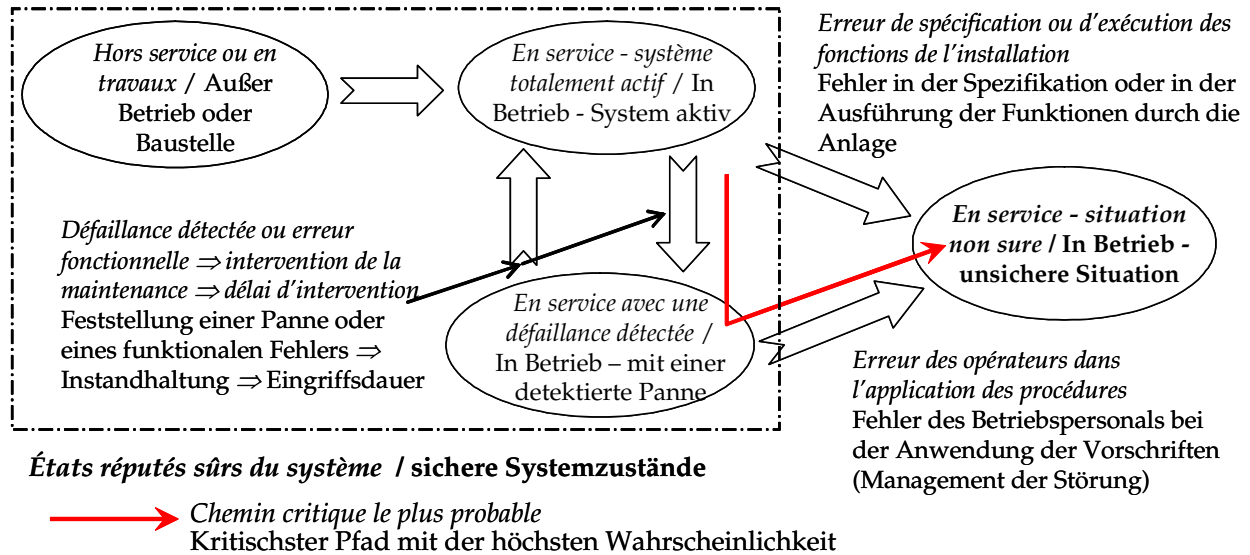 Hors service ou en
travaux / Außer
Betrieb oder
Baustelle
En service - système
totalement actif / In
Betrieb - System aktiv
Erreur de spécification ou d’exécution des
fonctions de l’installation
Fehler in der Spezifikation oder in der
Ausführung der Funktionen durch die
Anlage
Défaillance détectée ou erreur
fonctionnelle ⇒ intervention de la
maintenance ⇒ délai d’intervention
Feststellung einer Panne oder
eines funktionalen Fehlers ⇒
Instandhaltung ⇒ Eingriffsdauer
En service avec une
défaillance détectée /
In Betrieb – mit einer
detektierte Panne
En service - situation
non sure / In Betrieb -
unsichere Situation
Erreur des opérateurs dans
l’application des procédures
Fehler des Betriebspersonals bei
der Anwendung der Vorschriften
(Management der Störung)
États réputés sûrs du système / sichere Systemzustände
Chemin critique le plus probable
Kritischster Pfad mit der höchsten Wahrscheinlichkeit